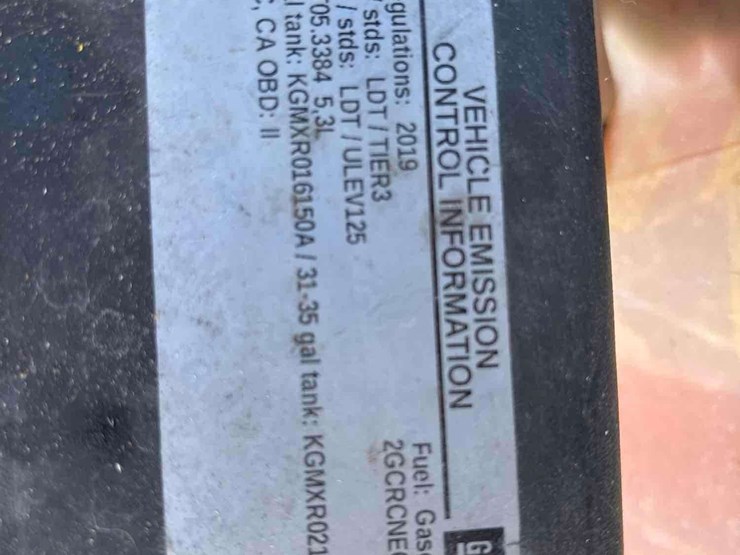 VEHICLE EMISSION
CONTROL INFORMATION
gulations: 2019
Fuel: Gas
stds: LDT / TIER3
2GCRCNE
/ stds: LDT / ULEV125
05.3384 5,3L
l tank: KGMXR016150A / 31-35 gal tank: KGMXR021
, CA OBD: II